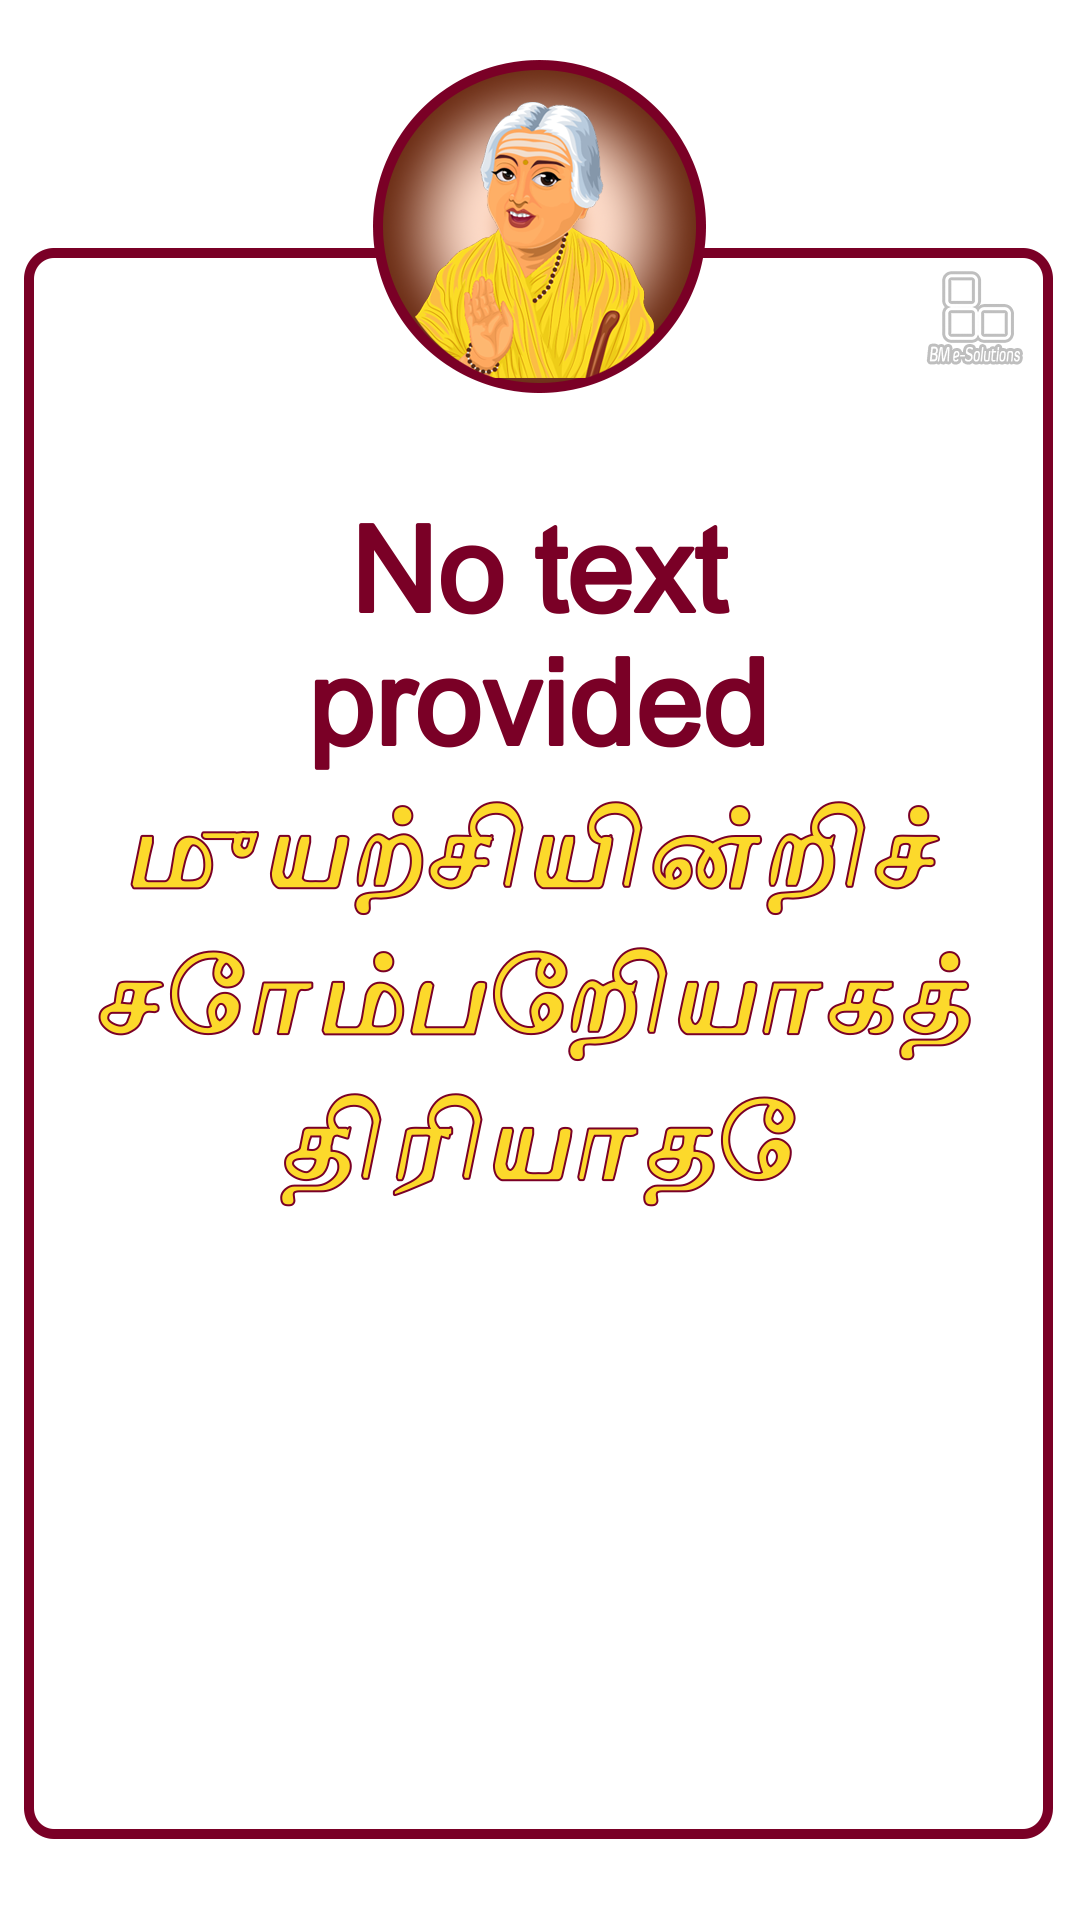 BM e-Solutions
No text
provided
முயற்சியின்றிச்
சோம்பேறியாகத்
திரியாதே